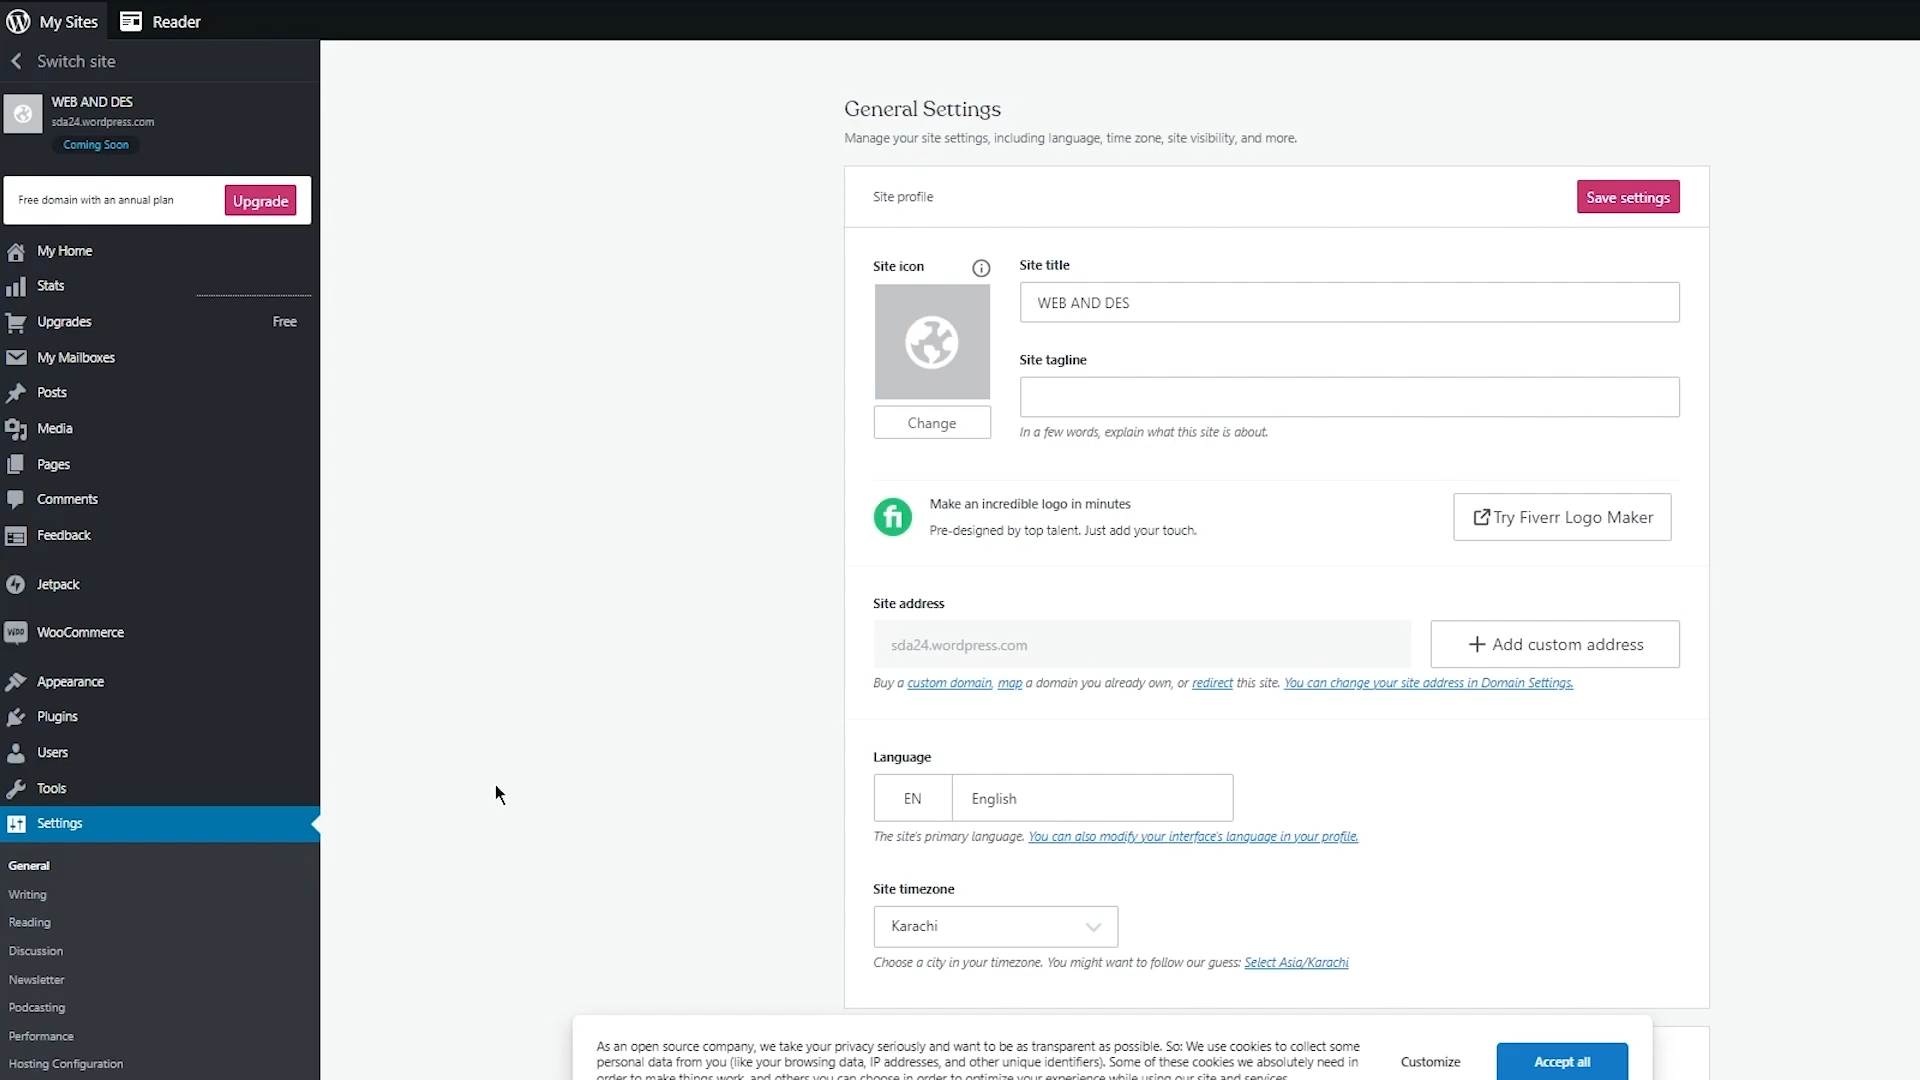 My Sites
Reader
Switch site
WEB AND DES
sda24.wordpress.com
Coming Soon
Free domain with an annual plan
Upgrade
My Home
Stats
Upgrades
Free
My Mailboxes
Posts
Media
Pages
Comments
Feedback
Jetpack
WOO
WooCommerce
Appearance
Plugins
Users
Tools
Settings
General
Writing
Reading
Discussion
Newsletter
Podcasting
Performance
Hosting Configuration
General Settings
Manage your site settings, including language, time zone, site visibility, and more.
Site profile
Save settings
Site icon
Change
Site title
WEB AND DES
Site tagline
In a few words, explain what this site is about.
fi
Make an incredible logo in minutes
Pre-designed by top talent. Just add your touch.
Try Fiverr Logo Maker
Site address
sda24.wordpress.com
Add custom address
Buy a custom domain, map a domain you already own, or redirect this site. You can change your site address in Domain Settings.
Language
EN
English
The site's primary language. You can also modify your interface's language in your profile.
Site timezone
Karachi
Choose a city in your timezone. You might want to follow our guess: Select Asia/Karachi
As an open source company, we take your privacy seriously and want to be as transparent as possible. So: We use cookies to collect some
personal data from you (like your browsing data, IP addresses, and other unique identifiers). Some of these cookies we absolutely need in
order to make things work, and others you can choose in order to optimize your experience while using our site and services.
Customize
Accept all